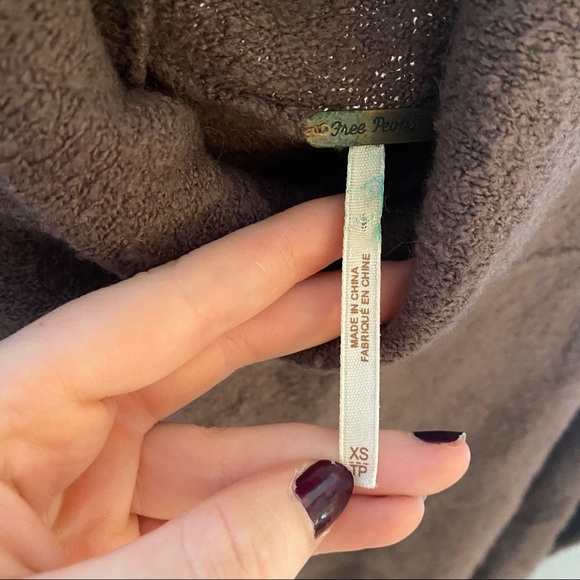 Free People
MADE IN CHINA
FABRIQUÉ EN CHINE
XS
TP